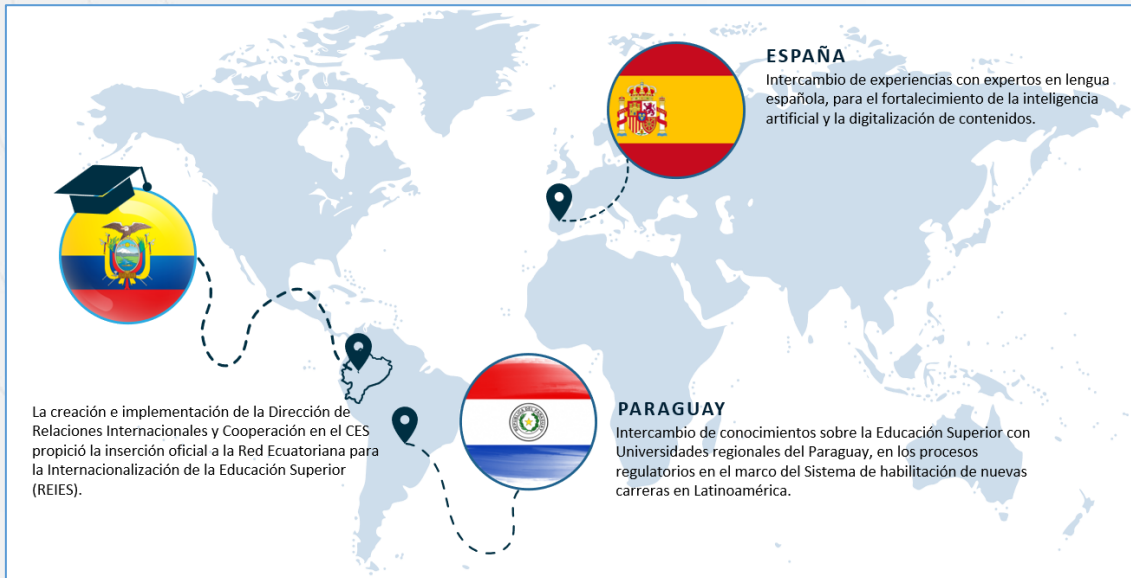 ESPAÑA
Intercambio de experiencias con expertos en lengua
española, para el fortalecimiento de la inteligencia
artificial y la digitalización de contenidos.
La creación e implementación de la Dirección de
Relaciones Internacionales y Cooperación en el CES
propició la inserción oficial a la Red Ecuatoriana para
la Internacionalización de la Educación Superior
(REIES).
PARAGUAY
Intercambio de conocimientos sobre la Educación Superior con
Universidades regionales del Paraguay, en los procesos
regulatorios en el marco del Sistema de habilitación de nuevas
carreras en Latinoamérica.